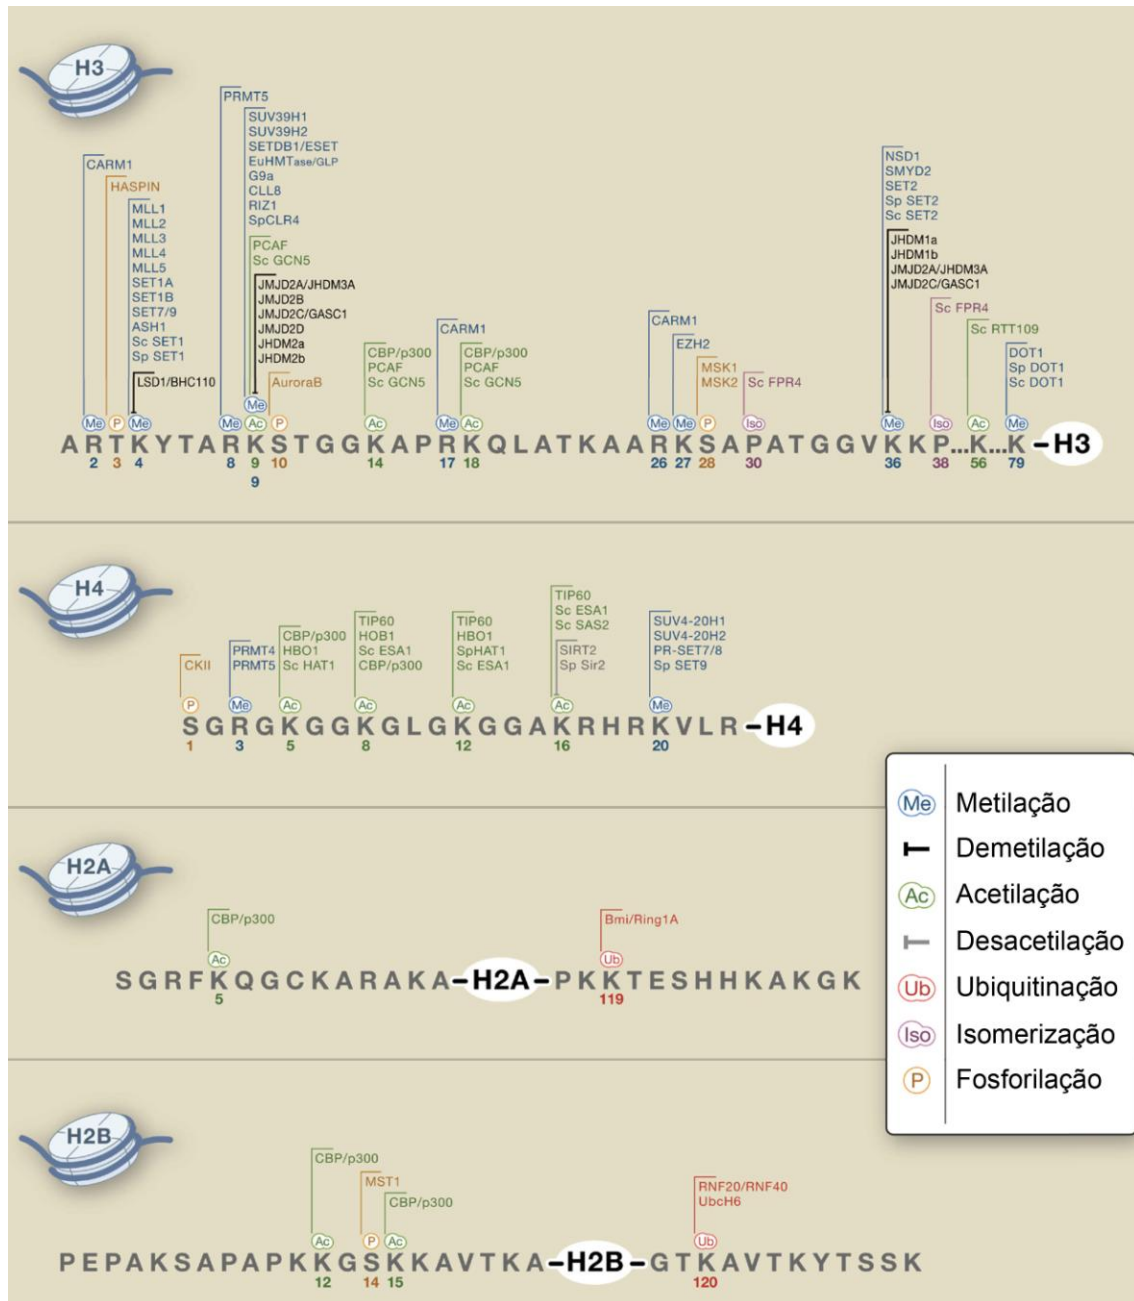 H3
PRMT5
SUV39H1
SUV39H2
SETDB1/ESET
EuHMTase/GLP
G9a
CLL8
RIZ1
SpCLR4
CARM1
HASPIN
MLL1
MLL2
MLL3
MLL4
MLL5
SET1A
SET1B
SET7/9
ASH1
Sc SET1
Sp SET1
LSD1/BHC110
PCAF
Sc GCN5
JMJD2A/JHDM3A
JMJD2B
JMJD2C/GASC1
JMJD2D
JHDM2a
JHDM2b
AuroraB
CBP/p300
PCAF
Sc GCN5
CARM1
CBP/p300
PCAF
Sc GCN5
CARM1
EZH2
MSK1
MSK2
Sc FPR4
NSD1
SMYD2
SET2
Sp SET2
Sc SET2
JHDM1a
JHDM1b
JMJD2A/JHDM3A
JMJD2C/GASC1
Sc FPR4
Sc RTT109
DOT1
Sp DOT1
Sc DOT1
Me
Me P Me Me Ac P Ac Me Ac Me Me P Iso Me Iso Ac Me
ARTKYTARKSTGGKAPRKQLATKAARKSAPATGGVKKP...K...K-H3
2 3 4 8 9 10 14 17 18 26 27 28 30 36 38 56 79
9
H4
CKII
PRMT4
PRMT5
CBP/p300
HBO1
Sc HAT1
TIP60
HOB1
Sc ESA1
CBP/p300
TIP60
HBO1
SpHAT1
Sc ESA1
TIP60
Sc ESA1
Sc SAS2
SIRT2
Sp Sir2
SUV4-20H1
SUV4-20H2
PR-SET7/8
Sp SET9
P Me Ac Ac Ac Ac Me
SGRGKGGKGLGKGGAKRHRKVLR-H4
1 3 5 8 12 16 20
H2A
CBP/p300
Bmi/Ring1A
Ac Ub
SGRFKQGCKARAKA-H2A-PKKTESHHKAKGK
5 119
H2B
CBP/p300
MST1
CBP/p300
RNF20/RNF40
UbcH6
Ac P Ac Ub
PEPAKSAPAPKKGSKKAVTKA-H2B-GTKAVTKYTSSK
12 14 15 120
Me Metilação
Demetilação
Ac Acetilação
Desacetilação
Ub Ubiquitinação
Iso Isomerização
P Fosforilação